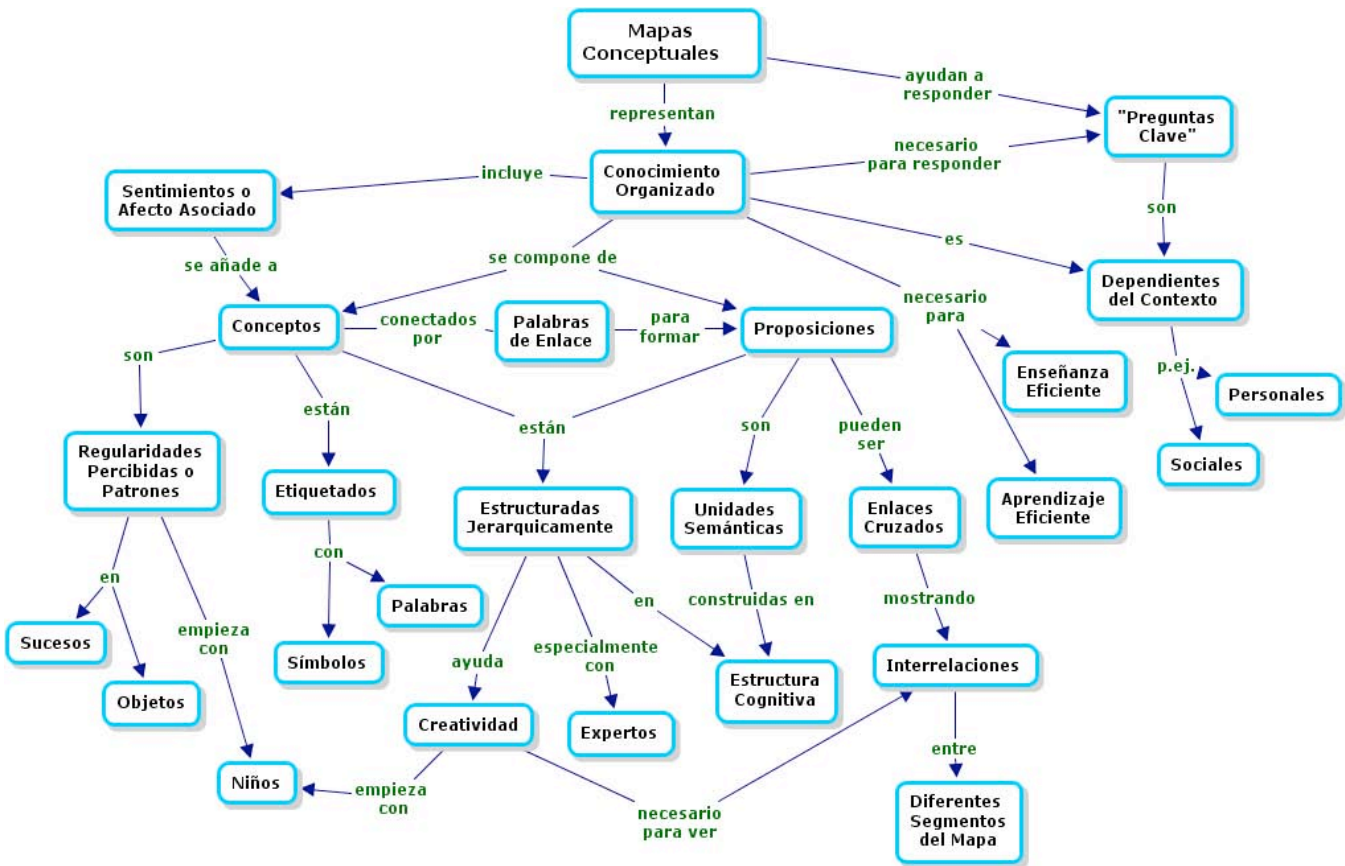 Mapas
Conceptuales
ayudan a
responder
representan
"Preguntas
Clave"
necesario
para responder
Conocimiento
Organizado
incluye
Sentimientos o
Afecto Asociado
son
es
se añade a
se compone de
Dependientes
del Contexto
necesario
para
Conceptos
conectados
por
Palabras
de Enlace
para
formar
Proposiciones
son
Enseñanza
Eficiente
p.ej.
Personales
están
están
son
pueden
ser
Regularidades
Percibidas o
Patrones
Sociales
Etiquetados
Estructuradas
Jerarquicamente
Unidades
Semánticas
Enlaces
Cruzados
Aprendizaje
Eficiente
con
en
Palabras
en
construidas en
mostrando
Sucesos
empieza
con
Símbolos
ayuda
especialmente
con
Interrelaciones
Objetos
Estructura
Cognitiva
Creatividad
Expertos
entre
Niños
empieza
con
necesario
para ver
Diferentes
Segmentos
del Mapa